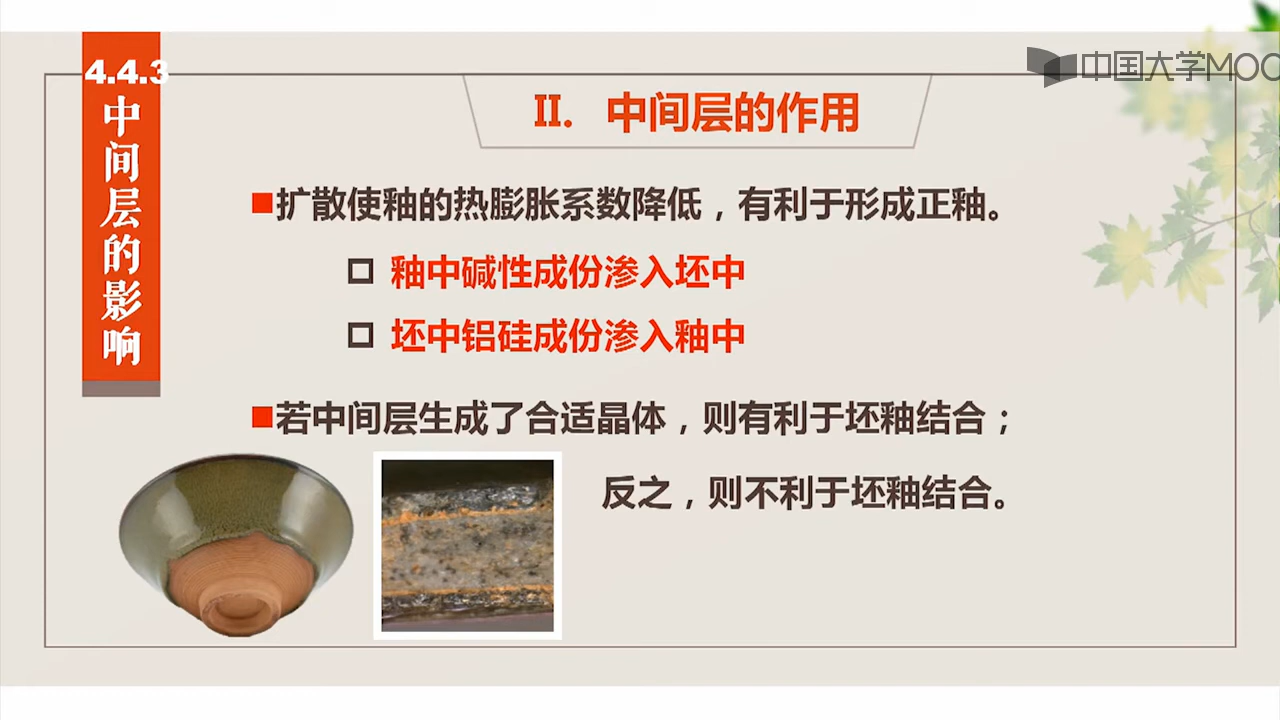 中国大学MOO
4.4.3
中间层的影响
II. 中间层的作用
扩散使釉的热膨胀系数降低，有利于形成正釉。
釉中碱性成份渗入坯中
坯中铝硅成份渗入釉中
若中间层生成了合适晶体，则有利于坯釉结合；
反之，则不利于坯釉结合。